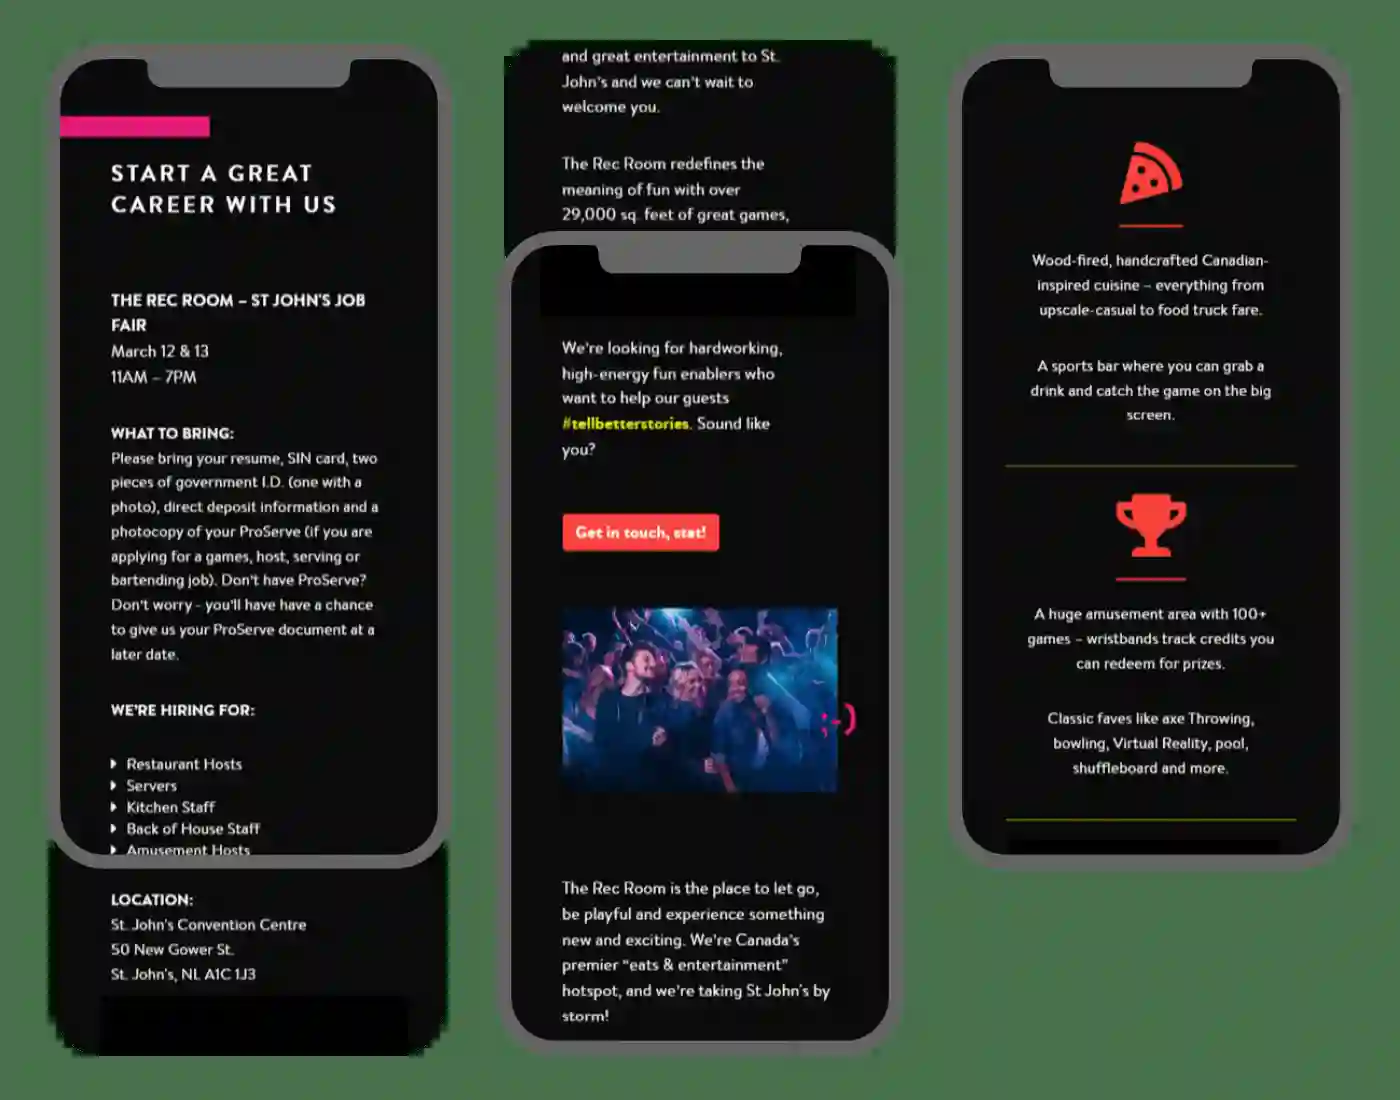 START A GREAT
CAREER WITH US
THE REC ROOM – ST JOHN'S JOB
FAIR
March 12 & 13
11AM – 7PM
WHAT TO BRING:
Please bring your resume, SIN card, two
pieces of government I.D. (one with a
photo), direct deposit information and a
photocopy of your ProServe (if you are
applying for a games, host, serving or
bartending job). Don't have ProServe?
Don't worry - you'll have have a chance
to give us your ProServe document at a
later date.
WE'RE HIRING FOR:
Restaurant Hosts
Servers
Kitchen Staff
Back of House Staff
Amusement Hosts
LOCATION:
St. John's Convention Centre
50 New Gower St.
St. John's, NL A1C 1J3
and great entertainment to St.
John's and we can't wait to
welcome you.
The Rec Room redefines the
meaning of fun with over
29,000 sq. feet of great games,
We're looking for hardworking,
high-energy fun enablers who
want to help our guests
#tellbetterstories. Sound like
you?
Get in touch, stat!
;-)
The Rec Room is the place to let go,
be playful and experience something
new and exciting. We're Canada's
premier "eats & entertainment"
hotspot, and we're taking St John's by
storm!
Wood-fired, handcrafted Canadian-
inspired cuisine – everything from
upscale-casual to food truck fare.
A sports bar where you can grab a
drink and catch the game on the big
screen.
A huge amusement area with 100+
games – wristbands track credits you
can redeem for prizes.
Classic faves like axe Throwing,
bowling, Virtual Reality, pool,
shuffleboard and more.